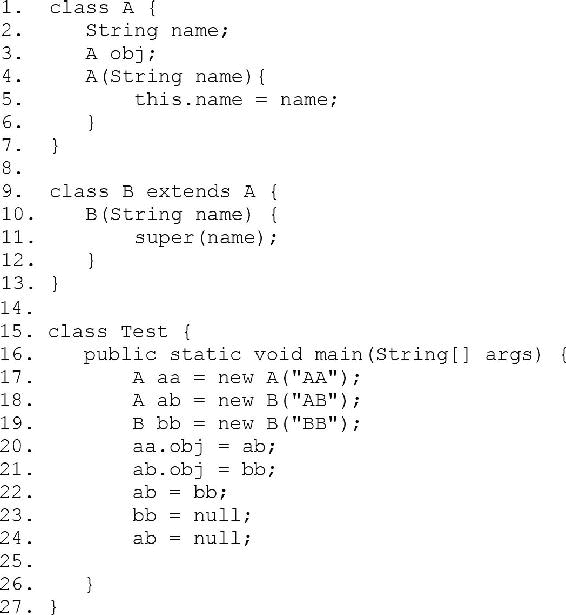 1. class A {
2.     String name;
3.     A obj;
4.     A(String name){
5.         this.name = name;
6.     }
7. }
8.
9. class B extends A {
10.     B(String name) {
11.         super(name);
12.     }
13. }
14.
15. class Test {
16.     public static void main(String[] args) {
17.         A aa = new A("AA");
18.         A ab = new B("AB");
19.         B bb = new B("BB");
20.         aa.obj = ab;
21.         ab.obj = bb;
22.         ab = bb;
23.         bb = null;
24.         ab = null;
25.
26.     }
27. }